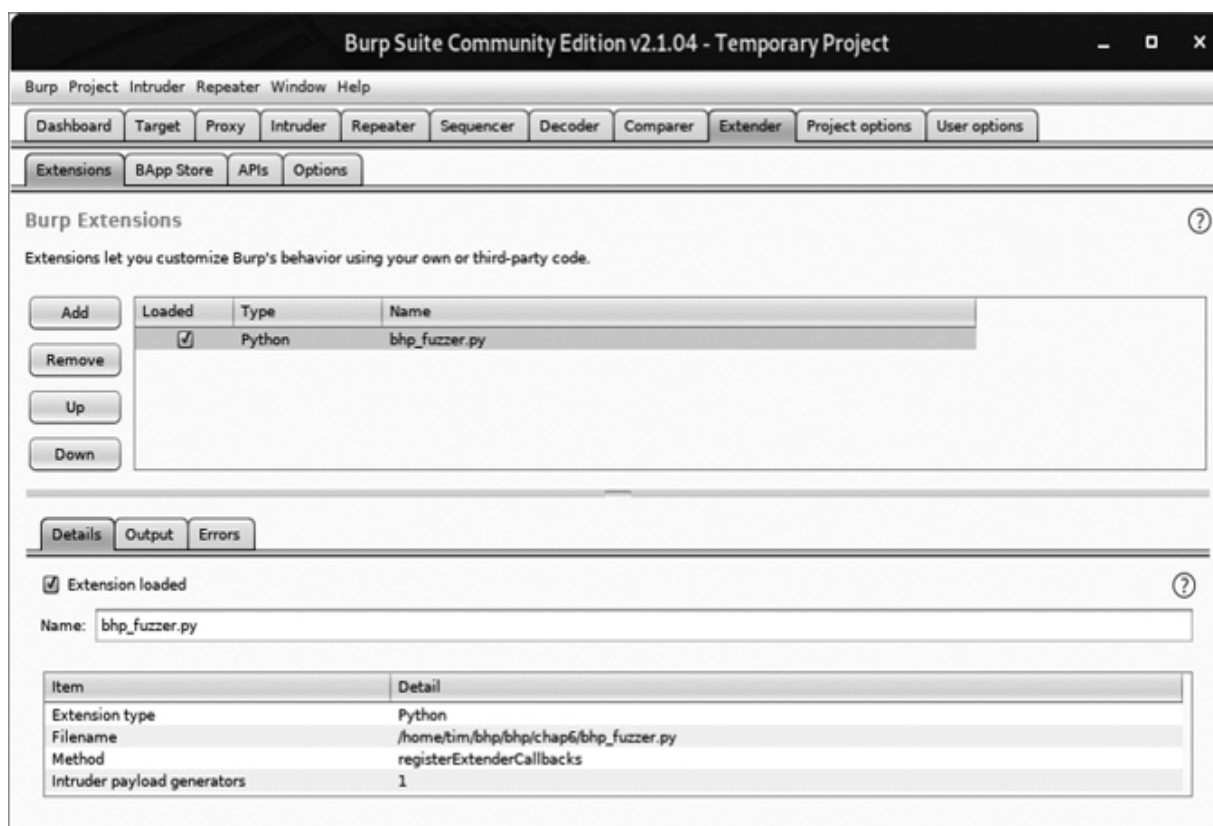 Burp Suite Community Edition v2.1.04 - Temporary Project
Burp Project Intruder Repeater Window Help
Dashboard Target Proxy Intruder Repeater Sequencer Decoder Comparer Extender Project options User options
Extensions BApp Store APIs Options
Burp Extensions
?
Extensions let you customize Burp's behavior using your own or third-party code.
Add
Remove
Up
Down
Loaded Type Name
Python bhp_fuzzer.py
Details Output Errors
Extension loaded
?
Name: bhp_fuzzer.py
Item Detail
Extension type Python
Filename /home/tim/bhp/bhp/chap6/bhp_fuzzer.py
Method registerExtenderCallbacks
Intruder payload generators 1